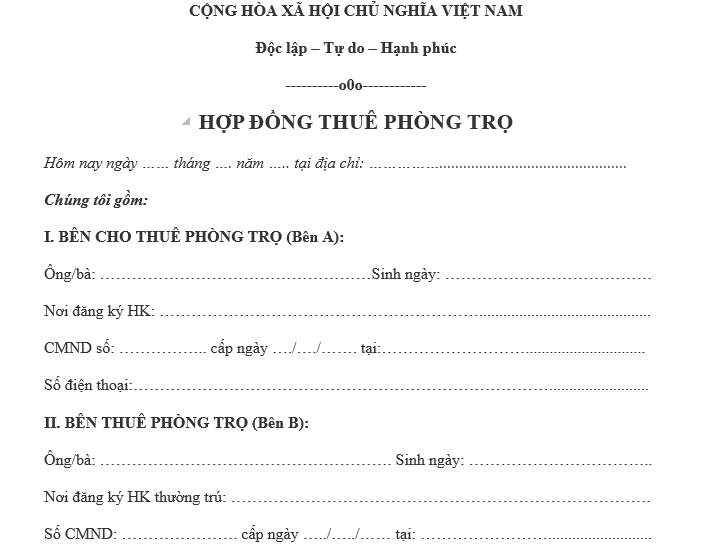 CỘNG HÒA XÃ HỘI CHỦ NGHĨA VIỆT NAM
Độc lập – Tự do – Hạnh phúc
----------o0o------------
HỢP ĐỒNG THUÊ PHÒNG TRỌ
Hôm nay ngày …… tháng …. năm ….. tại địa chỉ: …………..................................................
Chúng tôi gồm:
I. BÊN CHO THUÊ PHÒNG TRỌ (Bên A):
Ông/bà: ……………………………………………Sinh ngày: …………………………………
Nơi đăng ký HK: ………………………………………………...........................................
CMND số: …………….. cấp ngày …./…./……. tại:……………………….............................
Số điện thoại:……………………………………………………………………..........................
II. BÊN THUÊ PHÒNG TRỌ (Bên B):
Ông/bà: ………………………………………………. Sinh ngày: ……………………………..
Nơi đăng ký HK thường trú: …………………………………………………………………….
Số CMND: …………………. cấp ngày …../…../…… tại: ……………………..........................